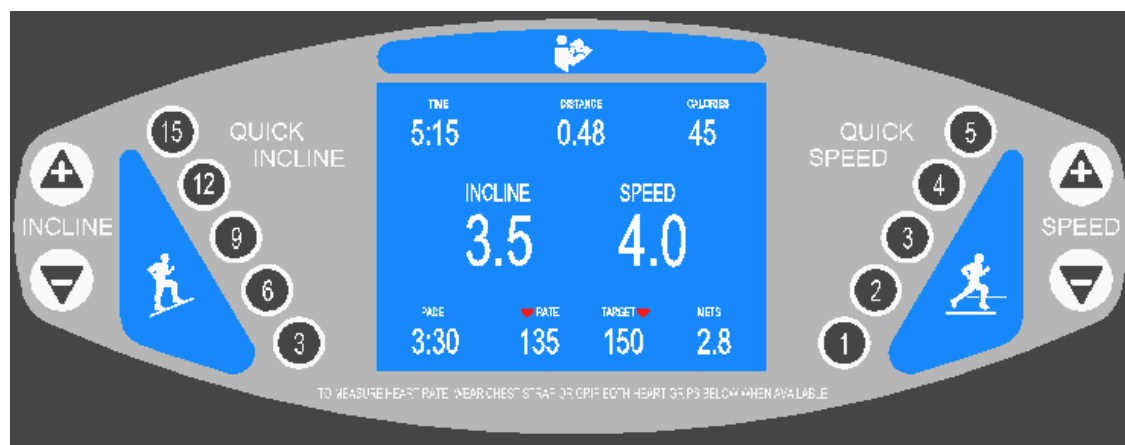 TIME DISTANCE CALORIES
5:15 0.48 45
15 QUICK INCLINE
12
9
6
3
INCLINE
INCLINE SPEED
3.5 4.0
PACE RATE TARGET METS
3:30 135 150 2.8
QUICK SPEED 5
4
3
2
1
SPEED
TO MEASURE HEART RATE WEAR CHEST STRAP OR GRIP BOTH HEART GRIPS BELOW WHEN AVAILABLE